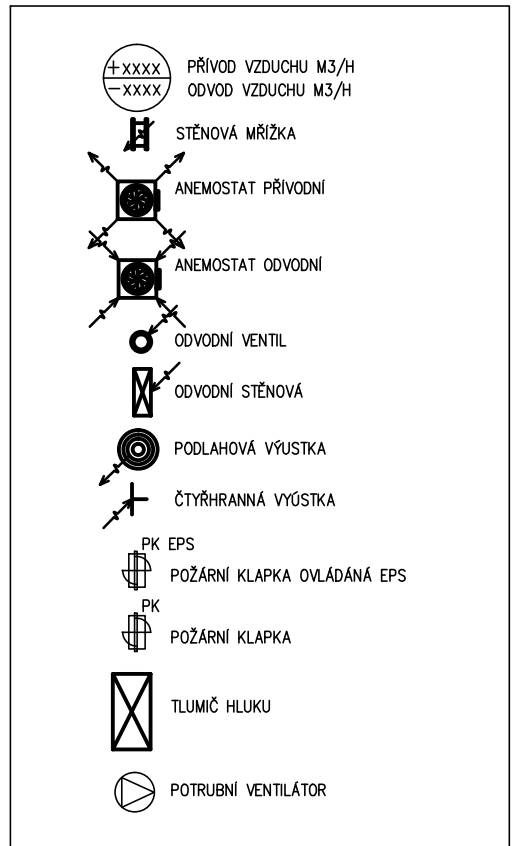 +XXXX PŘÍVOD VZDUCHU M3/H
-XXXX ODVOD VZDUCHU M3/H
STĚNOVÁ MŘÍŽKA
ANEMOSTAT PŘÍVODNÍ
ANEMOSTAT ODVODNÍ
ODVODNÍ VENTIL
ODVODNÍ STĚNOVÁ
PODLAHOVÁ VÝUSTKA
ČTYŘHRANNÁ VYÚSTKA
PK EPS
POŽÁRNÍ KLAPKA OVLÁDÁNÁ EPS
PK
POŽÁRNÍ KLAPKA
TLUMIČ HLUKU
POTRUBNÍ VENTILÁTOR